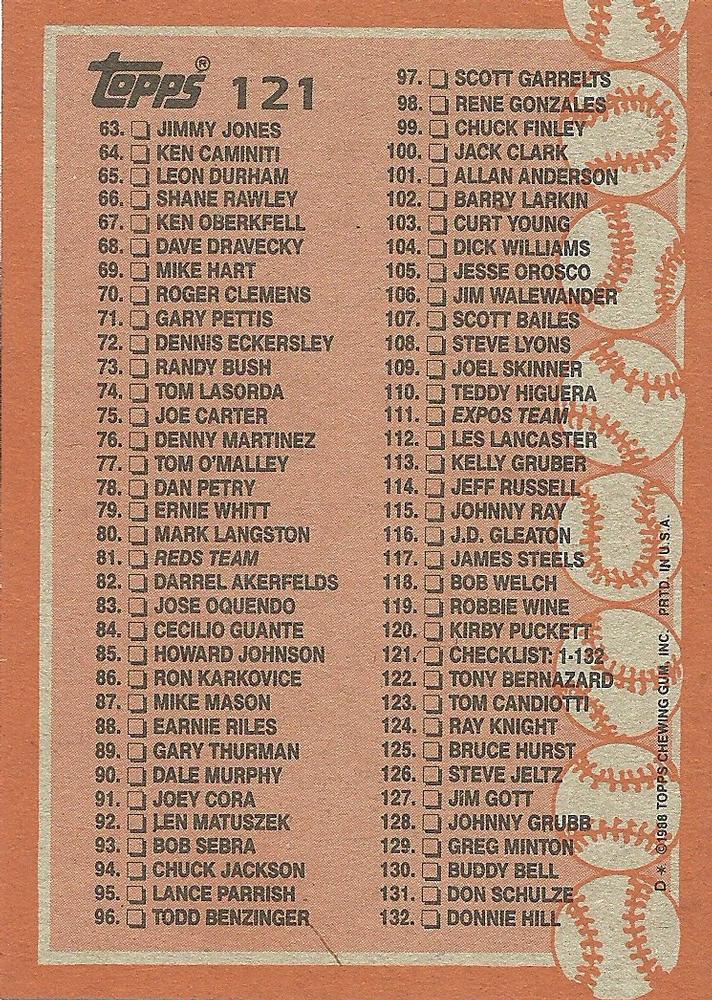 Topps® 121
63. JIMMY JONES
64. KEN CAMINITI
65. LEON DURHAM
66. SHANE RAWLEY
67. KEN OBERKFELL
68. DAVE DRAVECKY
69. MIKE HART
70. ROGER CLEMENS
71. GARY PETTIS
72. DENNIS ECKERSLEY
73. RANDY BUSH
74. TOM LASORDA
75. JOE CARTER
76. DENNY MARTINEZ
77. TOM O'MALLEY
78. DAN PETRY
79. ERNIE WHITT
80. MARK LANGSTON
81. REDS TEAM
82. DARREL AKERFELDS
83. JOSE OQUENDO
84. CECILIO GUANTE
85. HOWARD JOHNSON
86. RON KARKOVICE
87. MIKE MASON
88. EARNIE RILES
89. GARY THURMAN
90. DALE MURPHY
91. JOEY CORA
92. LEN MATUSZEK
93. BOB SEBRA
94. CHUCK JACKSON
95. LANCE PARRISH
96. TODD BENZINGER
97. SCOTT GARRELTS
98. RENE GONZALES
99. CHUCK FINLEY
100. JACK CLARK
101. ALLAN ANDERSON
102. BARRY LARKIN
103. CURT YOUNG
104. DICK WILLIAMS
105. JESSE OROSCO
106. JIM WALEWANDER
107. SCOTT BAILES
108. STEVE LYONS
109. JOEL SKINNER
110. TEDDY HIGUERA
111. EXPOS TEAM
112. LES LANCASTER
113. KELLY GRUBER
114. JEFF RUSSELL
115. JOHNNY RAY
116. J.D. GLEATON
117. JAMES STEELS
118. BOB WELCH
119. ROBBIE WINE
120. KIRBY PUCKETT
121. CHECKLIST: 1-132
122. TONY BERNAZARD
123. TOM CANDIOTTI
124. RAY KNIGHT
125. BRUCE HURST
126. STEVE JELTZ
127. JIM GOTT
128. JOHNNY GRUBB
129. GREG MINTON
130. BUDDY BELL
131. DON SCHULZE
132. DONNIE HILL
D* ©1988 TOPPS CHEWING GUM, INC. PRTD. IN U.S.A.